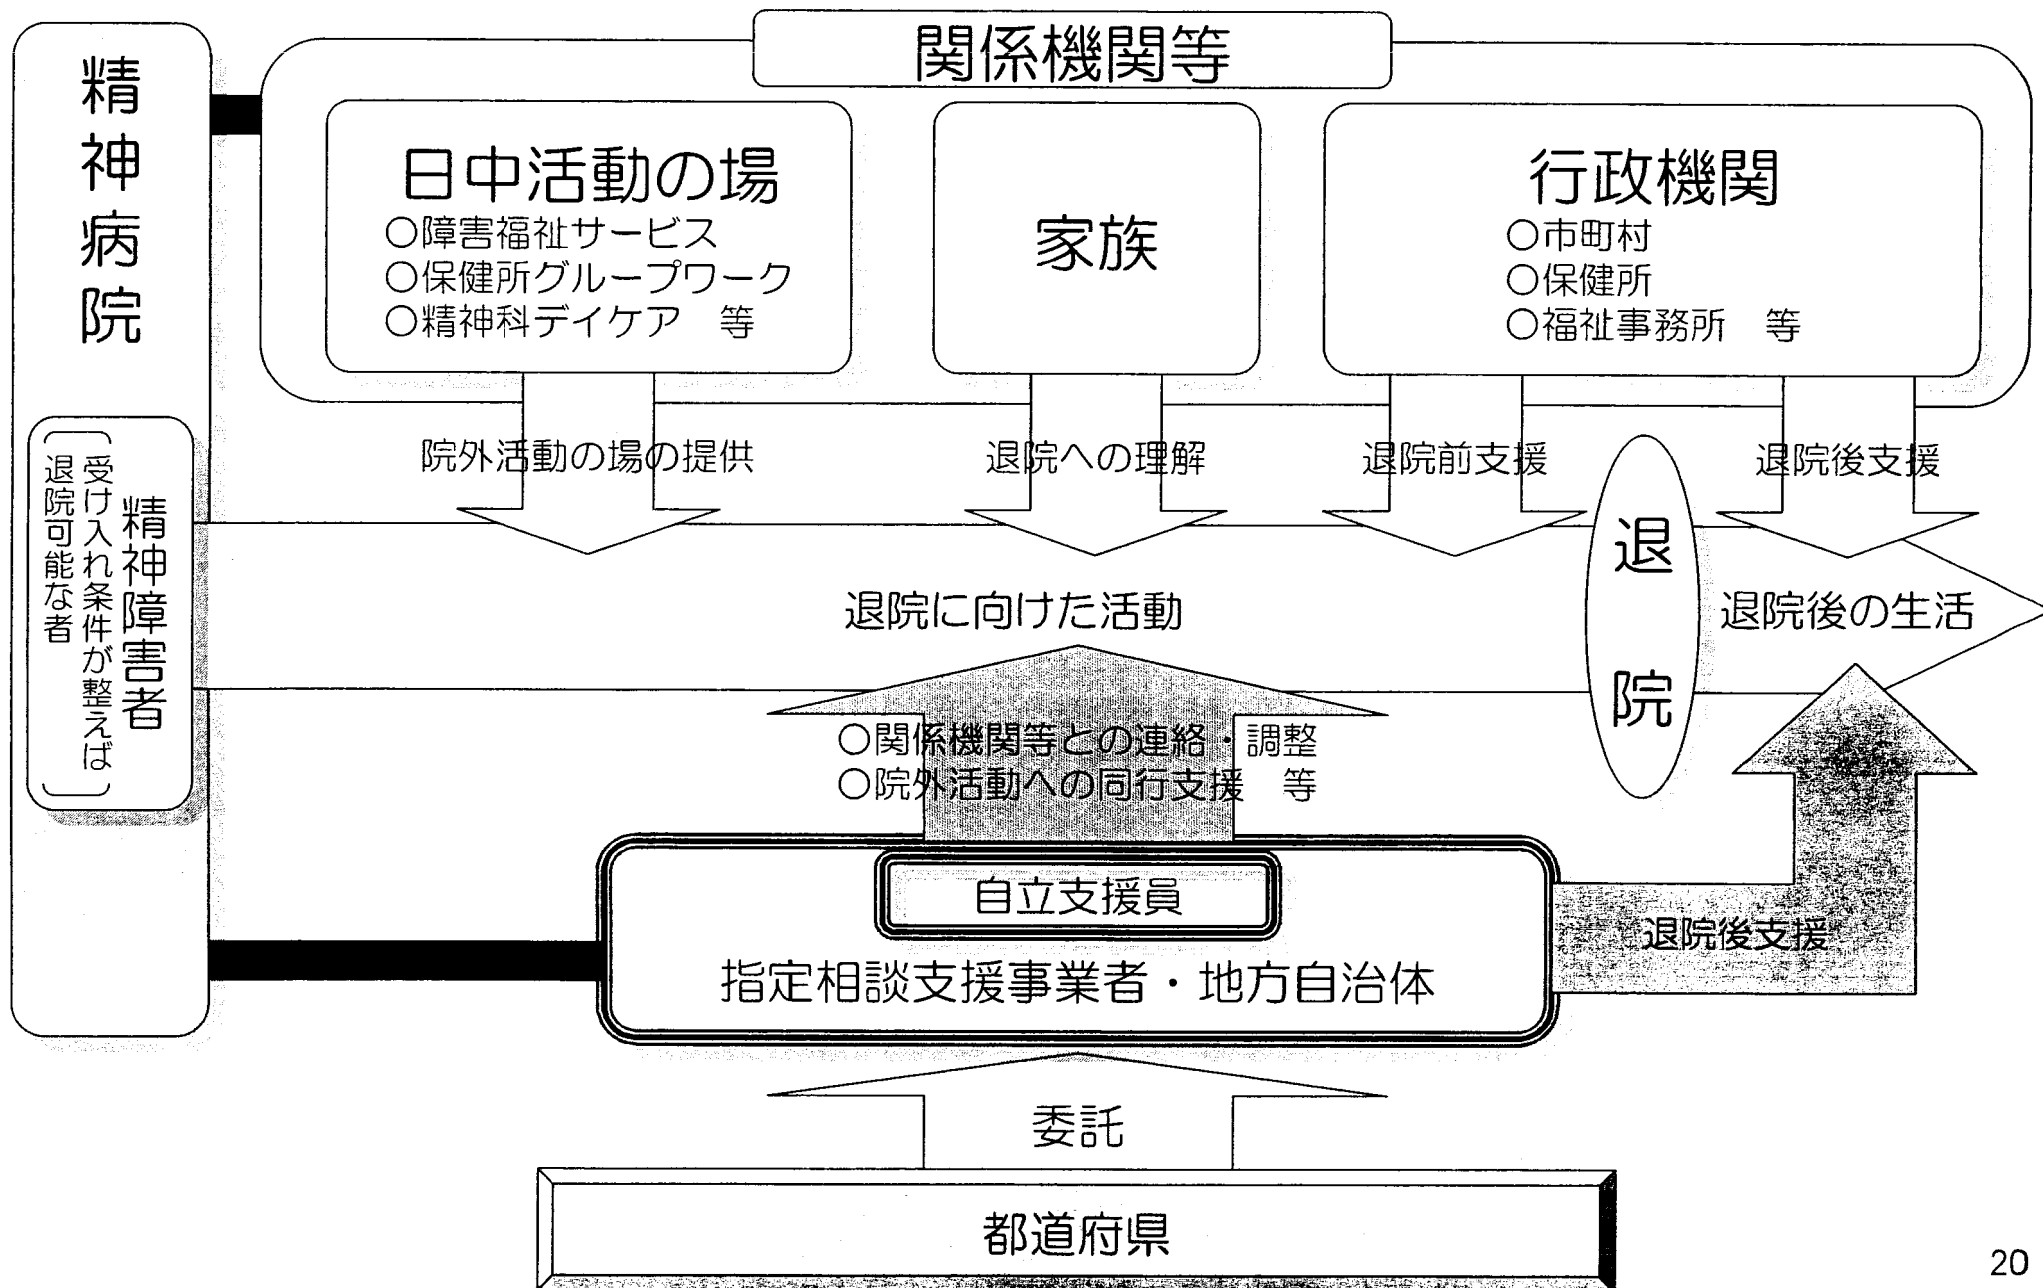 精神病院
精神障害者
受け入れ条件が整えば
退院可能な者
関係機関等
日中活動の場
○障害福祉サービス
○保健所グループワーク
○精神科デイケア　等
家族
行政機関
○市町村
○保健所
○福祉事務所　等
院外活動の場の提供
退院への理解
退院前支援
退院後支援
退院に向けた活動
退院
退院後の生活
○関係機関等との連絡・調整
○院外活動への同行支援　等
自立支援員
指定相談支援事業者・地方自治体
退院後支援
委託
都道府県
20